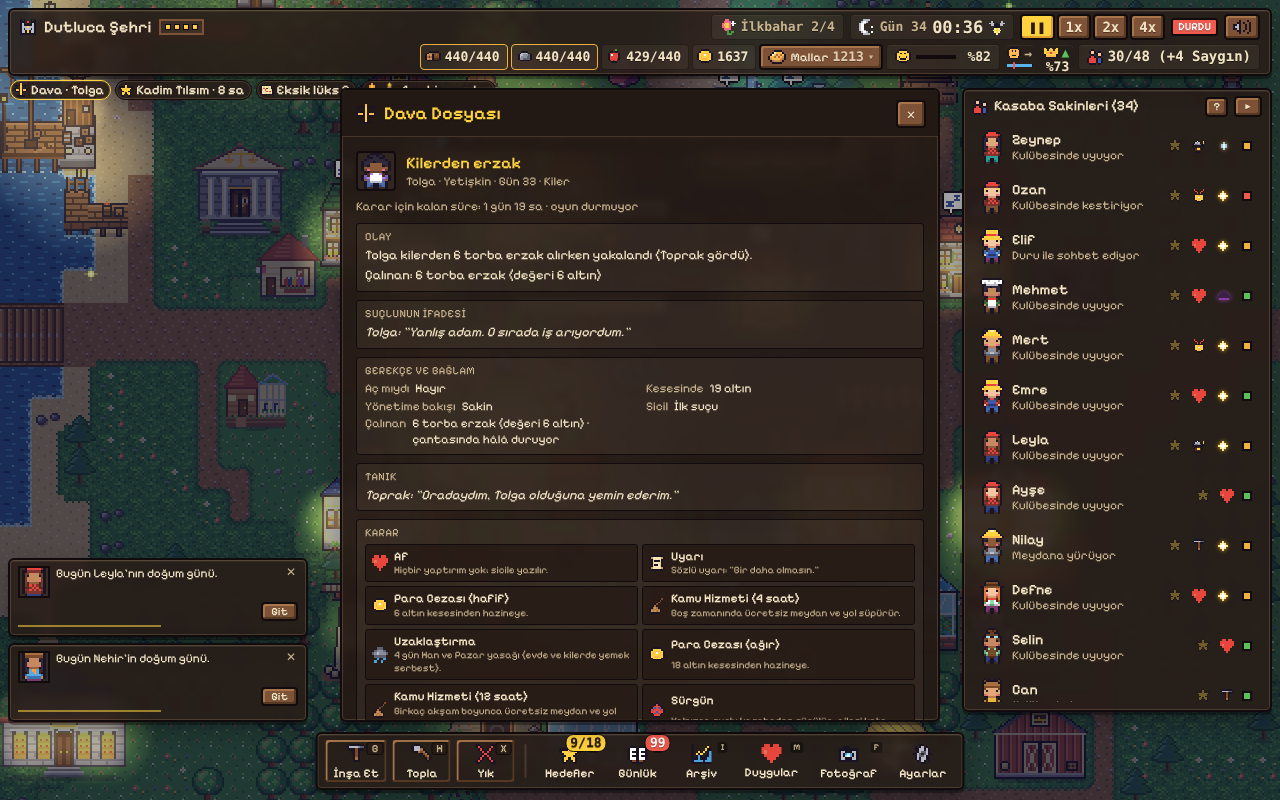 Dutluca Şehri
İlkbahar 2/4
Gün 34 00:36
1x
2x
4x
DURDU
440/440
440/440
429/440
1637
Mallar 1213
%82
%73
30/48 (+4 Saygın)
Dava · Tolga
Kadim Tılsım · 8 sa
Eksik lüks
Dava Dosyası
Kilerden erzak
Tolga · Yetişkin · Gün 33 · Kiler
Karar için kalan süre: 1 gün 19 sa · oyun durmuyor
OLAY
Tolga kilerden 6 torba erzak alırken yakalandı (Toprak gördü).
Çalınan: 6 torba erzak (değeri 6 altın)
SUÇLUNUN İFADESİ
Tolga: "Yanlış adam. O sırada iş arıyordum."
GEREKÇE VE BAĞLAM
Aç mıydı Hayır
Kesesinde 19 altın
Yönetime bakışı Sakin
Sicil İlk suçu
Çalınan 6 torba erzak (değeri 6 altın) ·
çantasında hâlâ duruyor
TANIK
Toprak: "Oradaydım, Tolga olduğuna yemin ederim."
KARAR
Af
Hiçbir yaptırım yok; sicile yazılır.
Uyarı
Sözlü uyarı: "Bir daha olmasın."
Para Cezası (hafif)
6 altın kesesinden hazineye.
Kamu Hizmeti (4 saat)
Boş zamanında ücretsiz meydan ve yol süpürür.
Uzaklaştırma
4 gün Han ve Pazar yasağı (evde ve kilerde yemek
serbest).
Para Cezası (ağır)
18 altın kesesinden hazineye.
Kamu Hizmeti (12 saat)
Birkaç akşam boyunca ücretsiz meydan ve yol
Sürgün
Kasaba Sakinleri (34)
?
Zeynep
Kulübesinde uyuyor
Ozan
Kulübesinde kestiriyor
Elif
Duru ile sohbet ediyor
Mehmet
Kulübesinde uyuyor
Mert
Kulübesinde uyuyor
Emre
Kulübesinde uyuyor
Leyla
Kulübesinde uyuyor
Ayşe
Kulübesinde uyuyor
Nilay
Meydana yürüyor
Defne
Kulübesinde uyuyor
Selin
Kulübesinde uyuyor
Can
Bugün Leyla'nın doğum günü.
Git
Bugün Nehir'in doğum günü.
Git
B
İnşa Et
H
Topla
X
Yık
9/18
Hedefler
99
Günlük
I
Arşiv
M
Duygular
F
Fotoğraf
Ayarlar